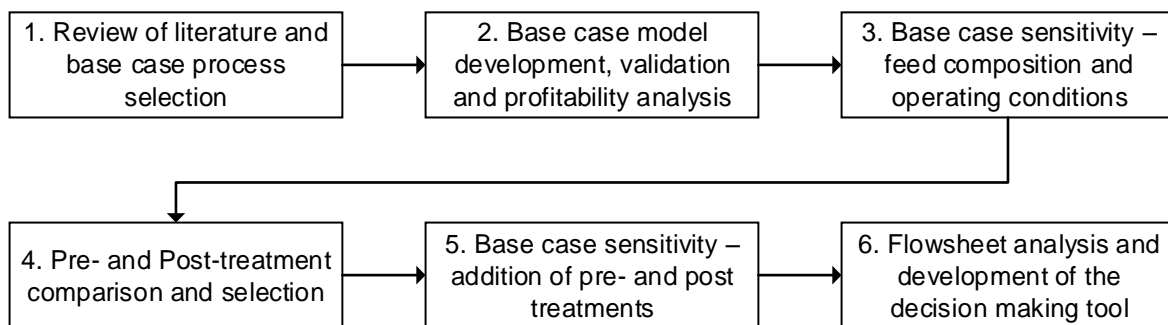 1. Review of literature and
base case process
selection
2. Base case model
development, validation
and profitability analysis
3. Base case sensitivity –
feed composition and
operating conditions
4. Pre- and Post-treatment
comparison and selection
5. Base case sensitivity –
addition of pre- and post
treatments
6. Flowsheet analysis and
development of the
decision making tool